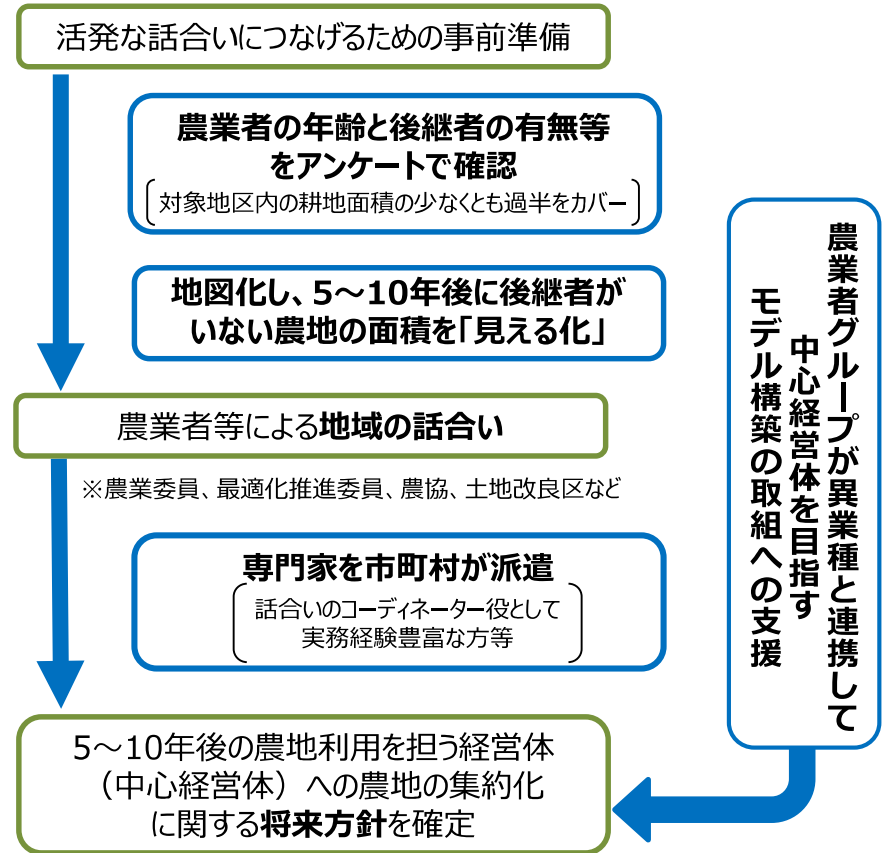 活発な話合いにつなげるための事前準備
農業者の年齢と後継者の有無等
をアンケートで確認
対象地区内の耕地面積の少なくとも過半をカバー
地図化し、5～10年後に後継者が
いない農地の面積を「見える化」
農業者等による地域の話合い
※農業委員、最適化推進委員、農協、土地改良区など
専門家を市町村が派遣
話合いのコーディネーター役として
実務経験豊富な方等
5～10年後の農地利用を担う経営体
（中心経営体）への農地の集約化
に関する将来方針を確定
農業者グループが異業種と連携して
中心経営体を目指す
モデル構築の取組への支援